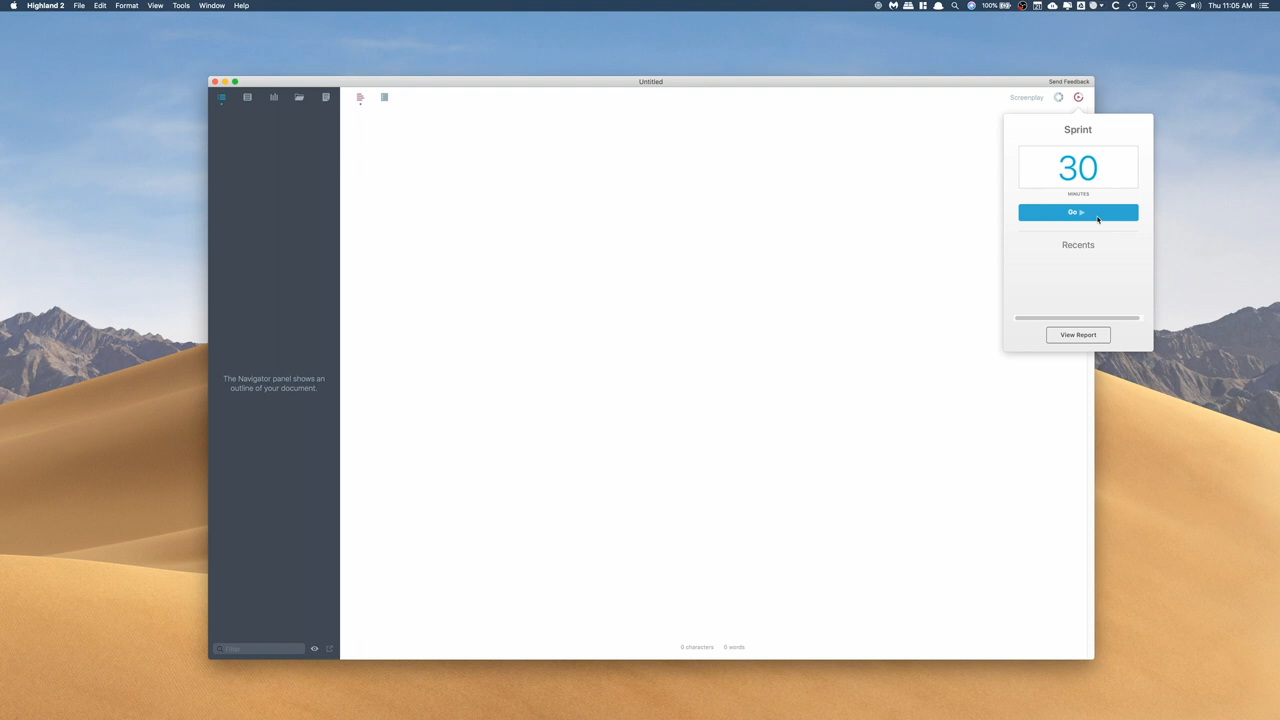 Highland 2 File Edit Format View Tools Window Help 100% Thu 11:05 AM
Untitled Send Feedback
Screenplay
Sprint
30
MINUTES
Go
Recents
View Report
The Navigator panel shows an
outline of your document.
Filter
0 characters 0 words